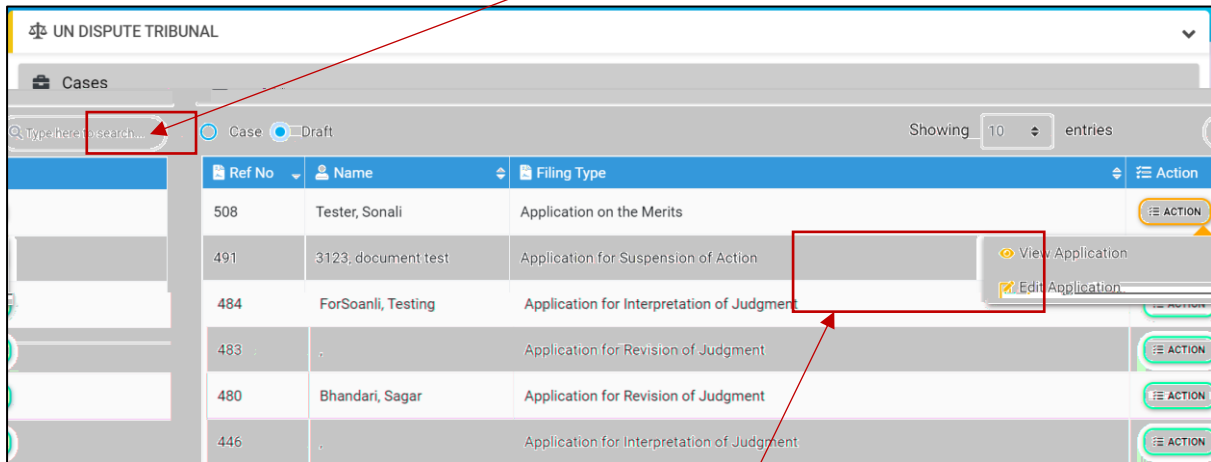 UN DISPUTE TRIBUNAL
Cases
Type here to search...
Case Draft
Showing 10 entries
Ref No Name Filing Type Action
508 Tester, Sonali Application on the Merits ACTION
491 3123, document test Application for Suspension of Action View Application
Edit Application
484 ForSoanli, Testing Application for Interpretation of Judgment ACTION
483 . Application for Revision of Judgment ACTION
480 Bhandari, Sagar Application for Revision of Judgment ACTION
446 . Application for Interpretation of Judgment ACTION